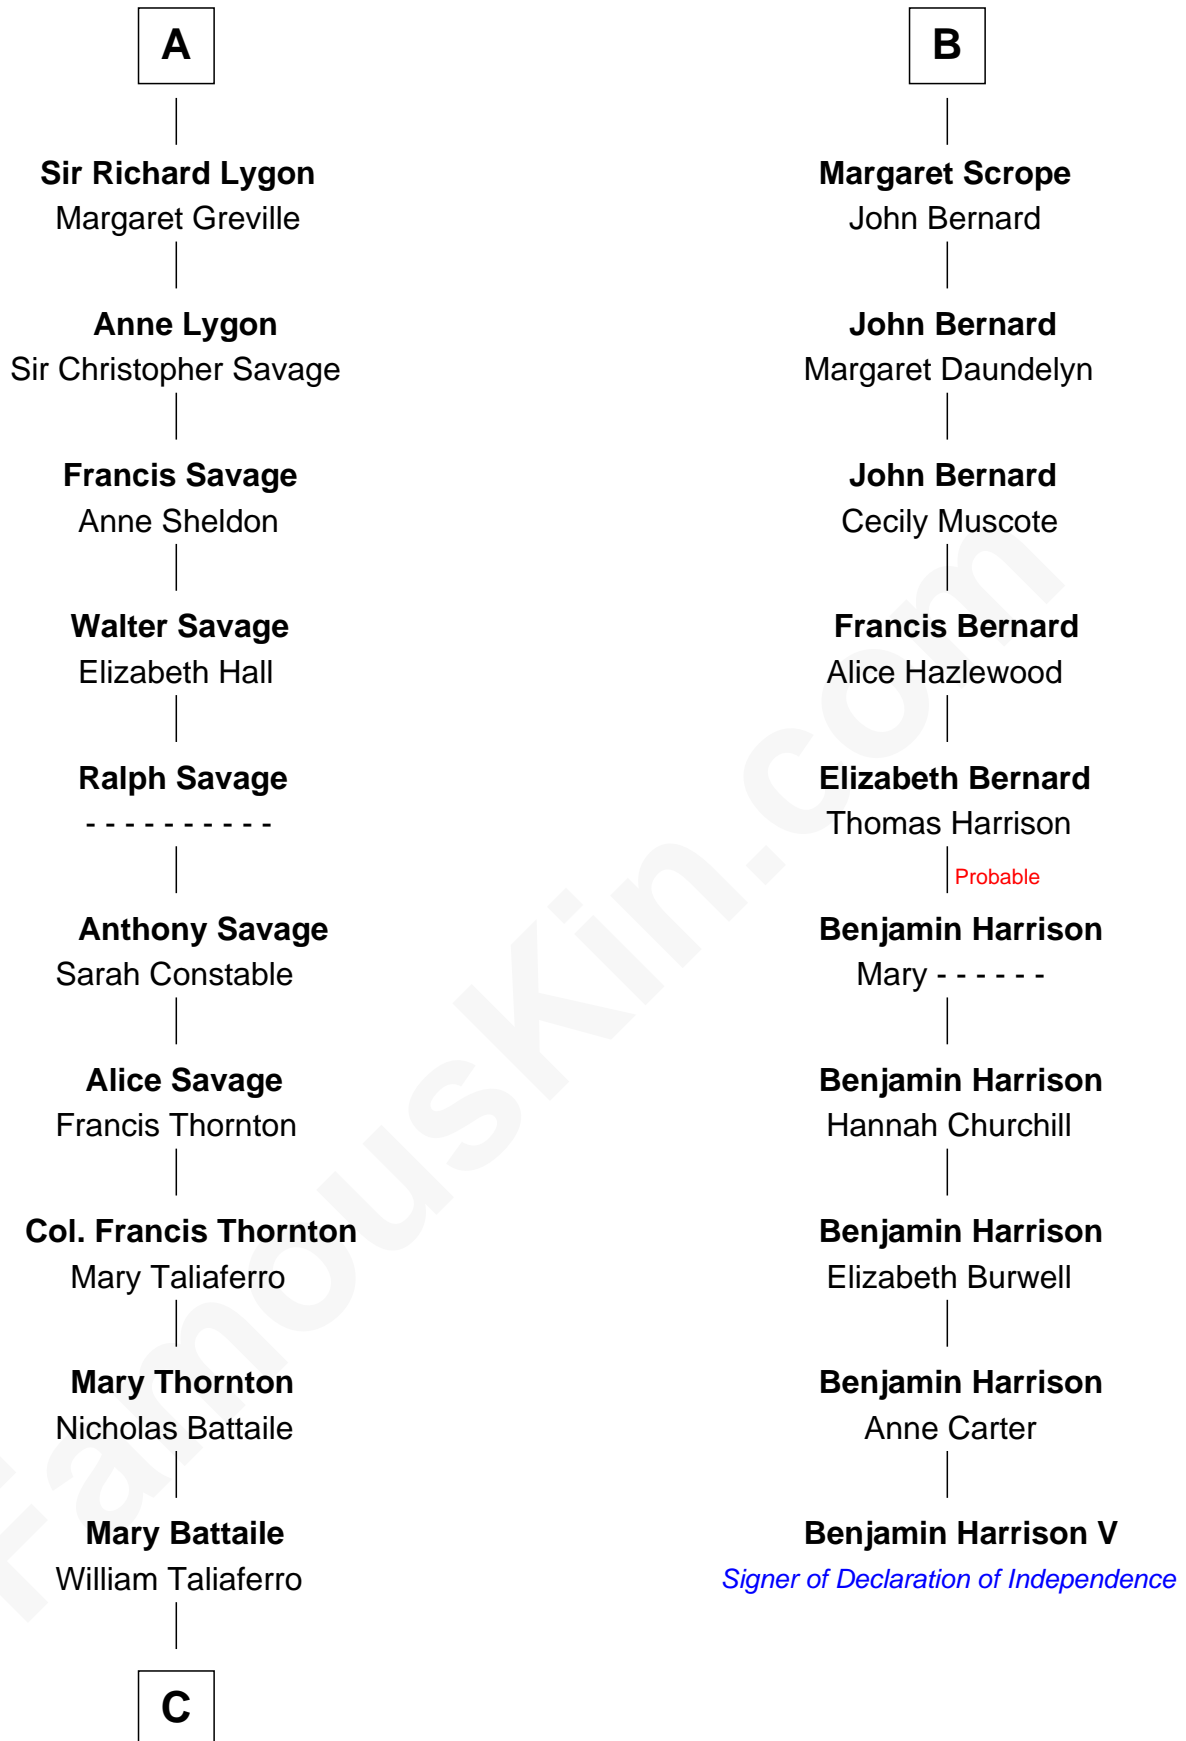 A
Sir Richard Lygon
Margaret Greville
Anne Lygon
Sir Christopher Savage
Francis Savage
Anne Sheldon
Walter Savage
Elizabeth Hall
Ralph Savage
- - - - - - - - - -
Anthony Savage
Sarah Constable
Alice Savage
Francis Thornton
Col. Francis Thornton
Mary Taliaferro
Mary Thornton
Nicholas Battaile
Mary Battaile
William Taliaferro
C
B
Margaret Scrope
John Bernard
John Bernard
Margaret Daundelyn
John Bernard
Cecily Muscote
Francis Bernard
Alice Hazlewood
Elizabeth Bernard
Thomas Harrison
Probable
Benjamin Harrison
Mary - - - - - -
Benjamin Harrison
Hannah Churchill
Benjamin Harrison
Elizabeth Burwell
Benjamin Harrison
Anne Carter
Benjamin Harrison V
Signer of Declaration of Independence
FamousKin.com